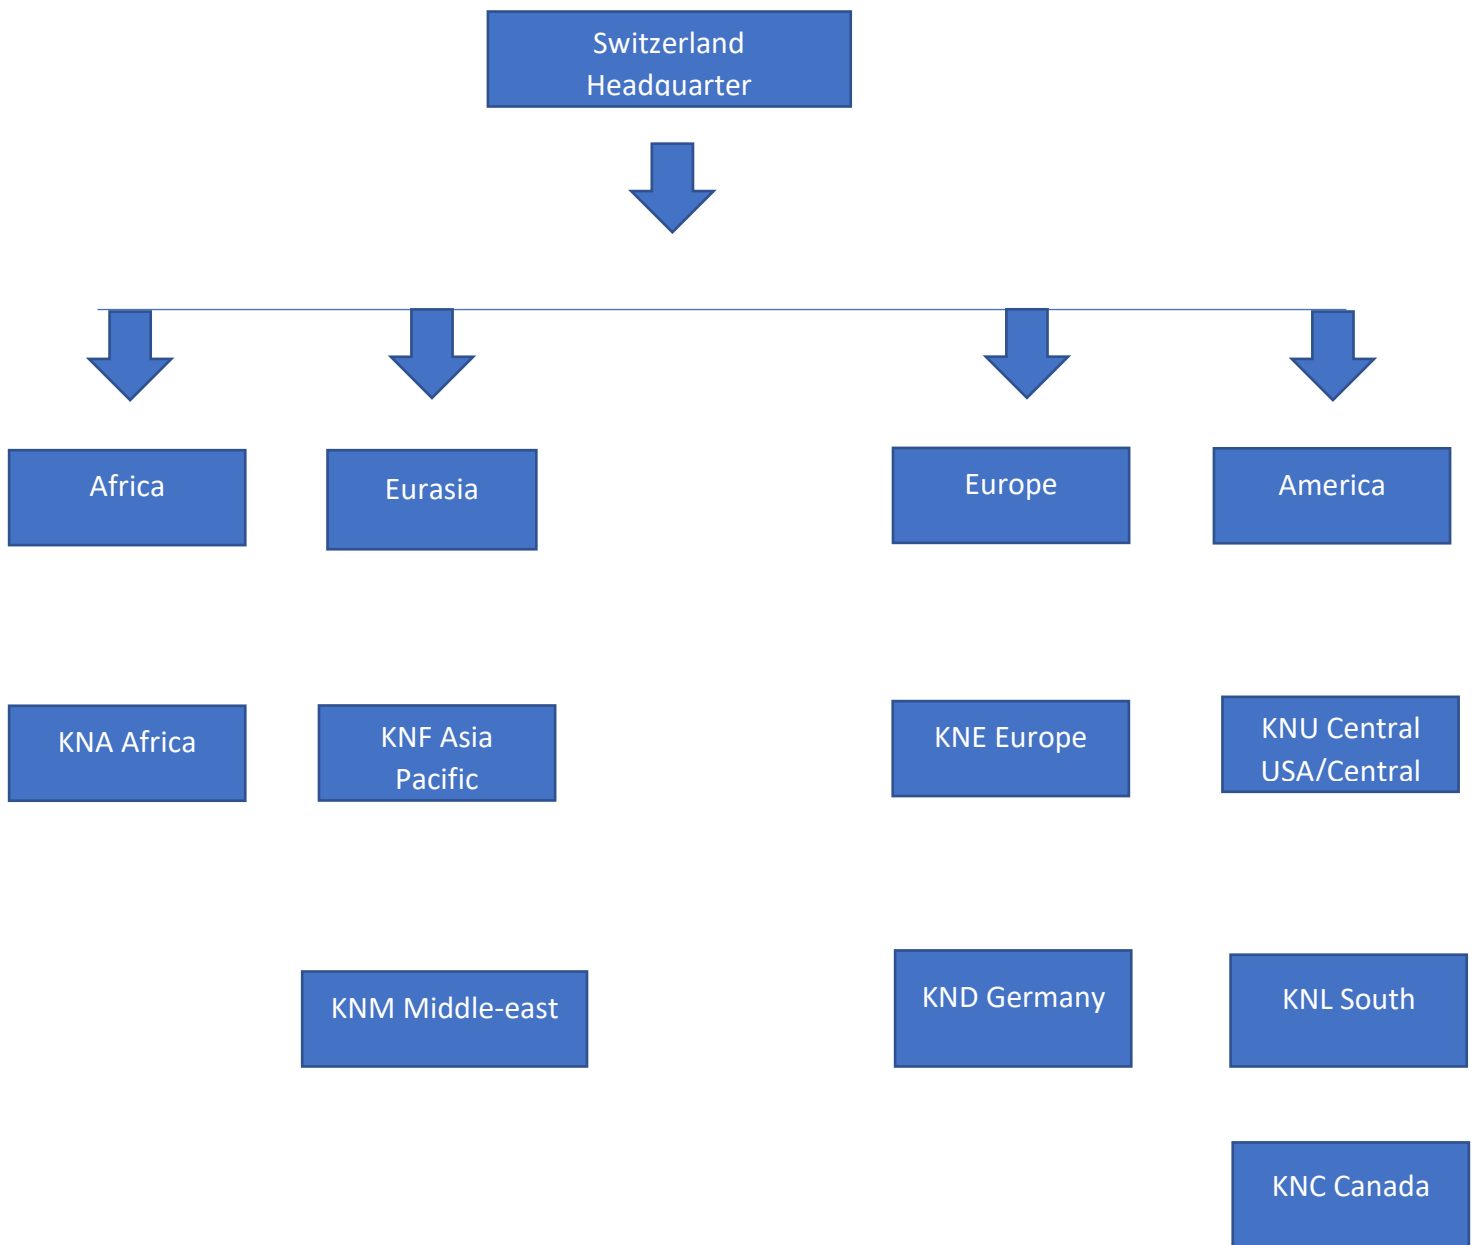 Switzerland
Headquarter
Africa
Eurasia
Europe
America
KNA Africa
KNF Asia
Pacific
KNE Europe
KNU Central
USA/Central
KNM Middle-east
KND Germany
KNL South
KNC Canada